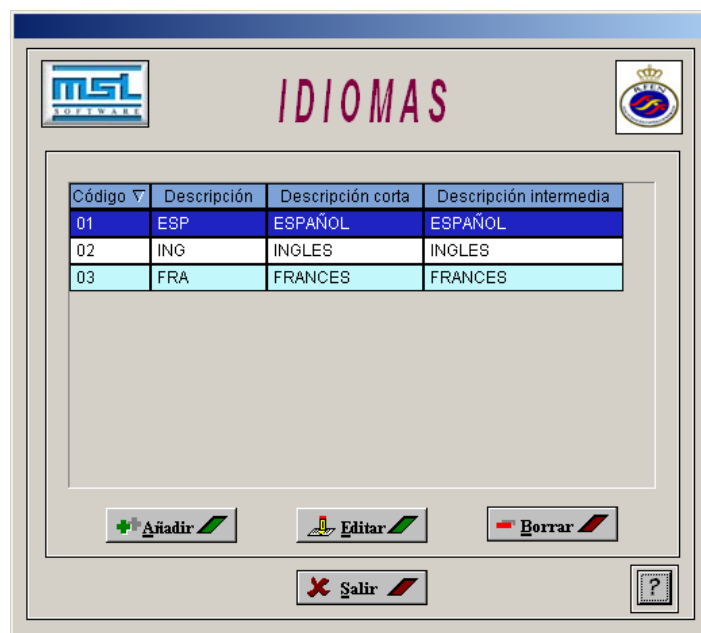 msl
SOFTWARE
IDIOMAS
RFEN
Código Descripción Descripción corta Descripción intermedia
01 ESP ESPAÑOL ESPAÑOL
02 ING INGLES INGLES
03 FRA FRANCES FRANCES
Añadir Editar Borrar
Salir ?